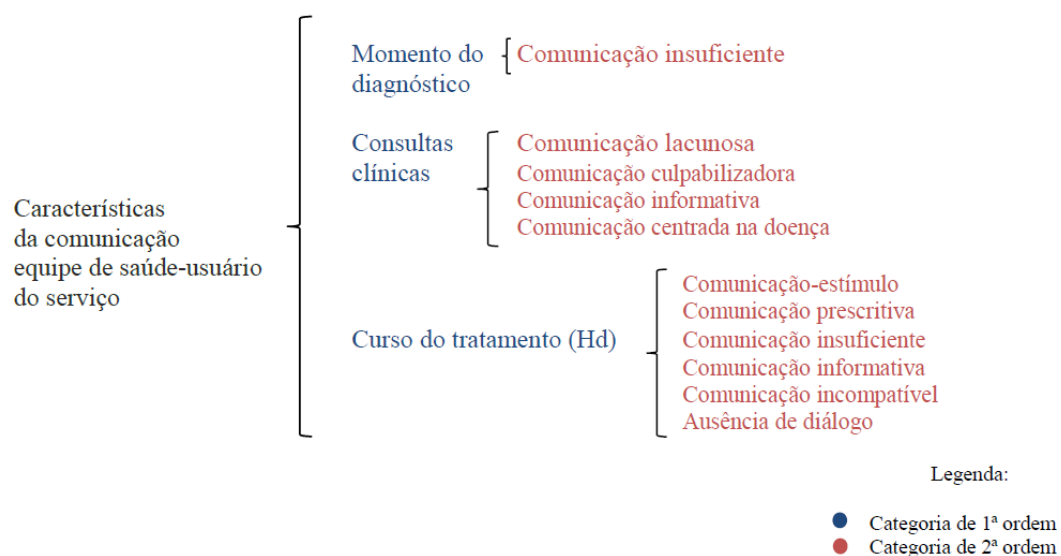 Características
da comunicação
equipe de saúde-usuário
do serviço
Momento do
diagnóstico
Comunicação insuficiente
Consultas
clínicas
Comunicação lacunosa
Comunicação culpabilizadora
Comunicação informativa
Comunicação centrada na doença
Curso do tratamento (Hd)
Comunicação-estímulo
Comunicação prescritiva
Comunicação insuficiente
Comunicação informativa
Comunicação incompatível
Ausência de diálogo
Legenda:
Categoria de 1ª ordem
Categoria de 2ª ordem